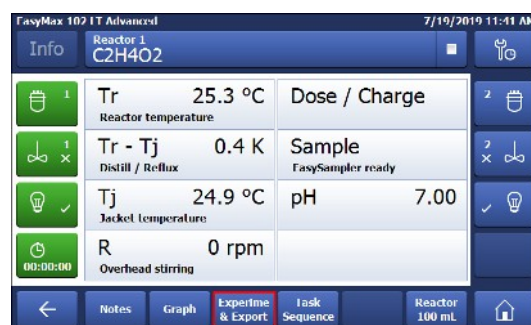 EasyMax 102 LT Advanced 7/19/2019 11:41 AM
Info
Reactor 1
C2H4O2
1
Tr 25.3 °C
Reactor temperature
Dose / Charge
2
1
Tr - Tj 0.4 K
Distill / Reflux
Sample
EasySampler ready
2
Tj 24.9 °C
Jacket temperature
pH 7.00
00:00:00
R 0 rpm
Overhead stirring
Notes
Graph
Experime
& Export
Task
Sequence
Reactor
100 mL